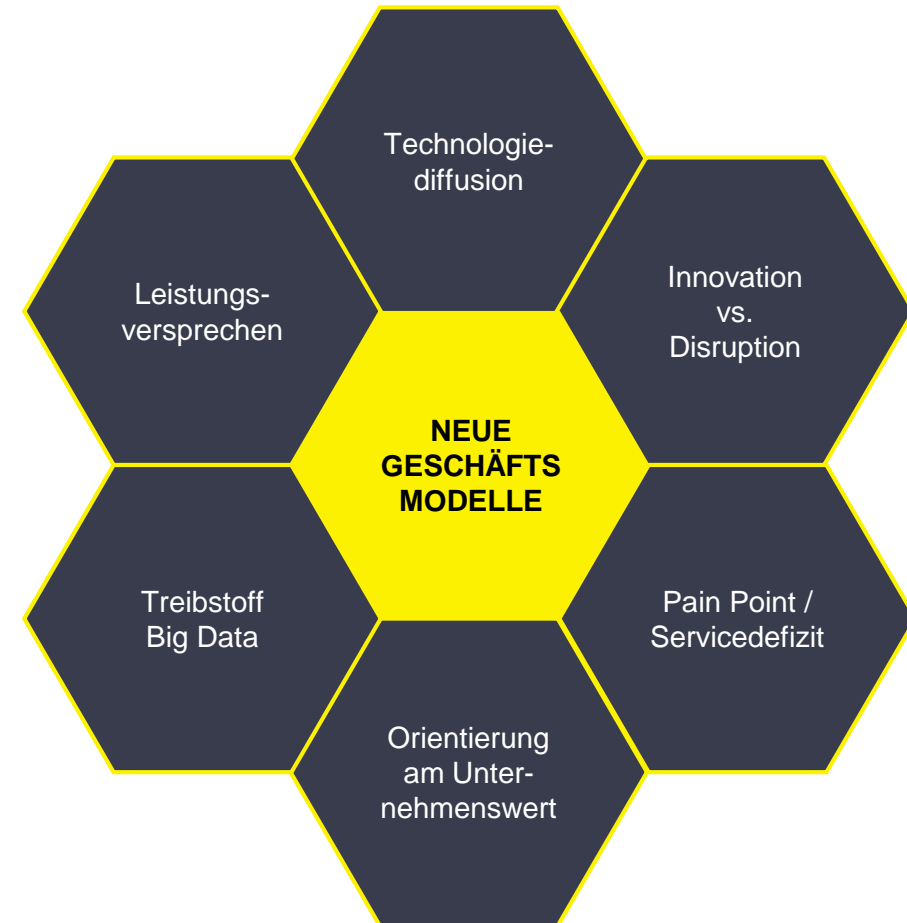 Technologie-
diffusion
Innovation
vs.
Disruption
Leistungs-
versprechen
NEUE
GESCHÄFTS
MODELLE
Treibstoff
Big Data
Pain Point /
Servicedefizit
Orientierung
am Unter-
nehmenswert